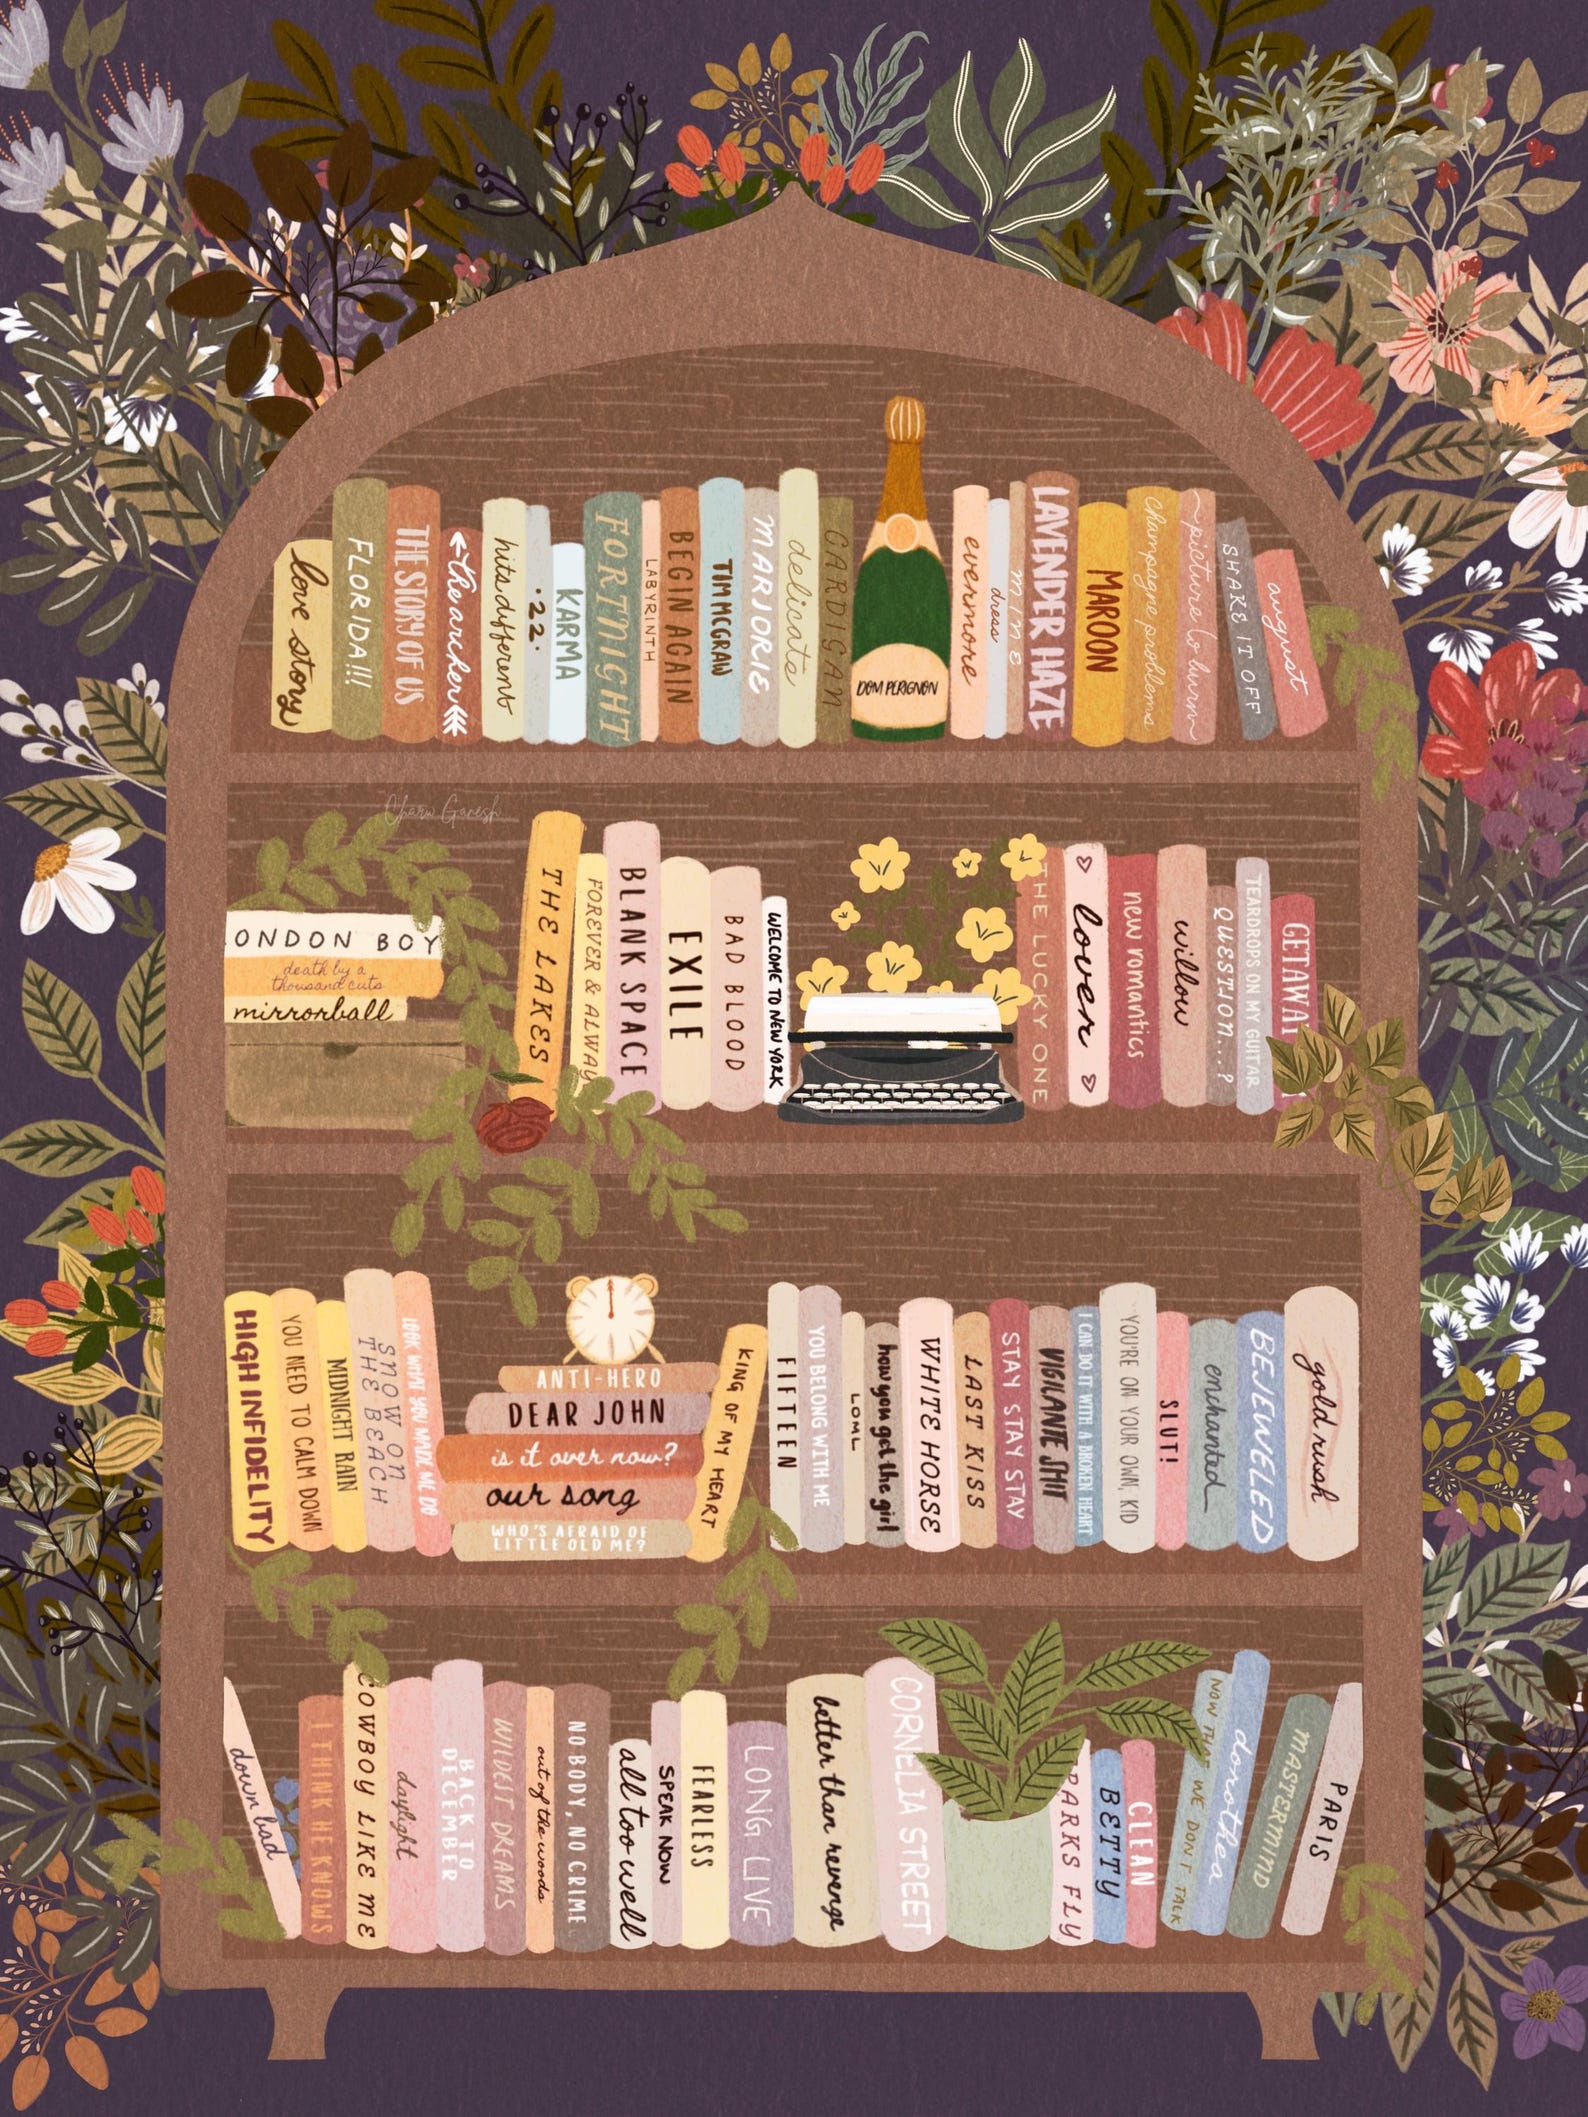 love story
FLORIDA!!!
THE STORY OF US
the archer
hits different
'22'
KARMA
FORTNIGHT
LABYRINTH
BEGIN AGAIN
TIM MCGRAW
MARJORIE
delicate
CARDIGAN
DOM PERIGNON
evermore
dress
MINE
LAVENDER HAZE
MAROON
champagne problems
picture to burn
SHAKE IT OFF
august
Charu Ganesh
ONDON BOY
death by a
thousand cuts
mirrorball
THE LAKES
FOREVER & ALWAY
BLANK SPACE
EXILE
BAD BLOOD
WELCOME TO NEW YORK
THE LUCKY ONE
lover
new romantics
willow
QUESTION...?
TEARDROPS ON MY GUITAR
GETAWA
HIGH INFIDELITY
YOU NEED TO CALM DOWN
MIDNIGHT RAIN
SNOW ON
THE BEACH
LOOK WHAT YOU MADE ME DO
ANTI-HERO
DEAR JOHN
is it over now?
our song
WHO'S AFRAID OF
LITTLE OLD ME?
KING OF MY HEART
FIFTEEN
YOU BELONG WITH ME
LOML
how you get the girl
WHITE HORSE
LAST KISS
STAY STAY STAY
VIGILANTE SHIT
I CAN DO IT WITH A BROKEN HEART
YOU'RE ON YOUR OWN, KID
SLUT!
enchanted
BEJEWELED
gold rush
down bad
I THINK HE KNOWS
COWBOY LIKE ME
daylight
BACK TO
DECEMBER
WILDEST DREAMS
out of the woods
NO BODY, NO CRIME
all too well
SPEAK NOW
FEARLESS
LONG LIVE
better than revenge
CORNELIA STREET
PARKS FLY
BETTY
CLEAN
NOW THAT WE DON'T TALK
dorothea
MASTERMIND
PARIS